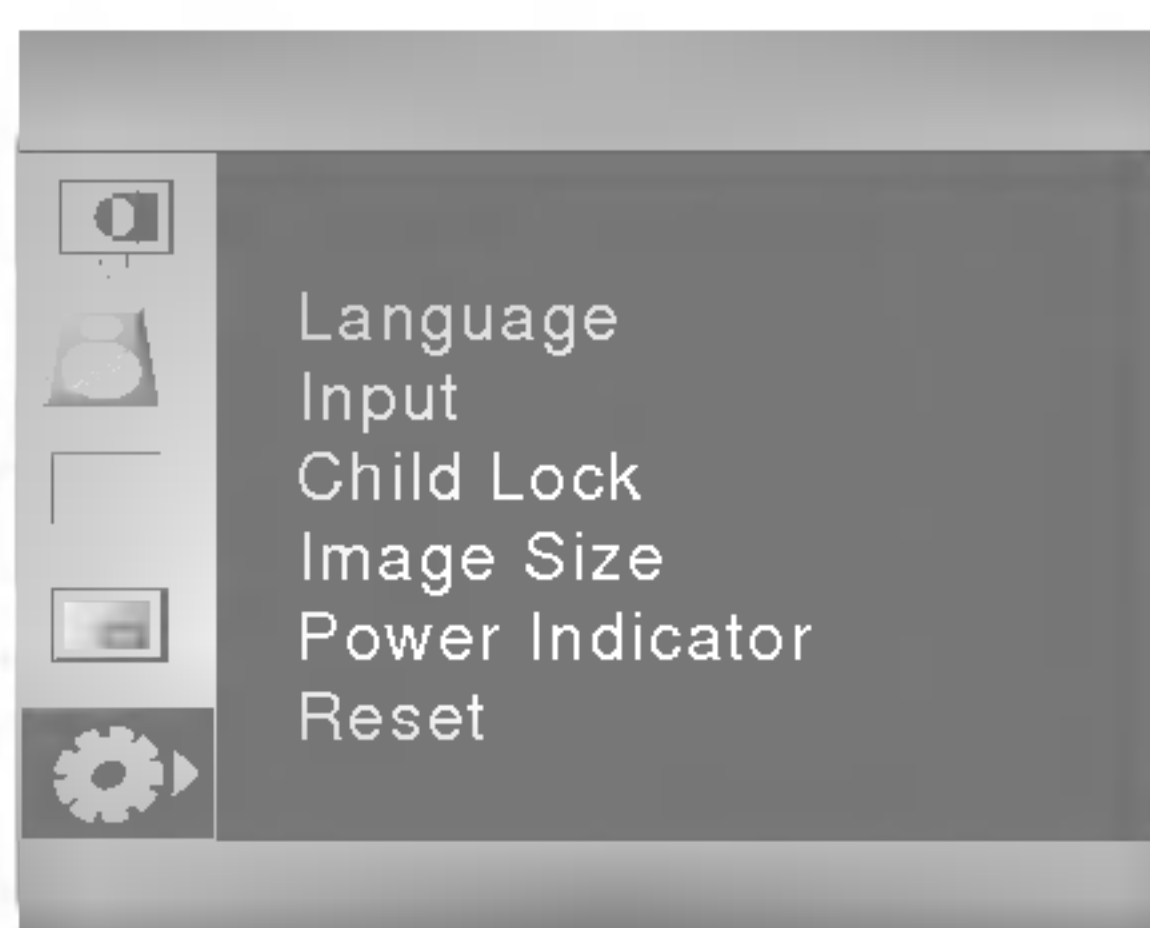 Language
Input
Child Lock
Image Size
Power Indicator
Reset